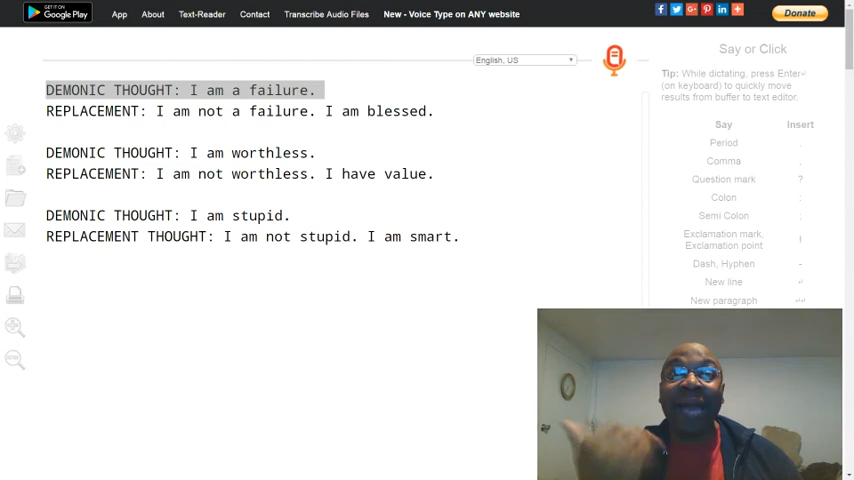 GET IT ON
Google Play
App
About
Text-Reader
Contact
Transcribe Audio Files
New - Voice Type on ANY website
Donate
English, US
Say or Click
Tip: While dictating, press Enter↵
(on keyboard) to quickly move
results from buffer to text editor.
Say Insert
Period .
Comma ,
Question mark ?
Colon :
Semi Colon ;
Exclamation mark,
Exclamation point !
Dash, Hyphen -
New line ↵
New paragraph ↵↵
DEMONIC THOUGHT: I am a failure.
REPLACEMENT: I am not a failure. I am blessed.
DEMONIC THOUGHT: I am worthless.
REPLACEMENT: I am not worthless. I have value.
DEMONIC THOUGHT: I am stupid.
REPLACEMENT THOUGHT: I am not stupid. I am smart.